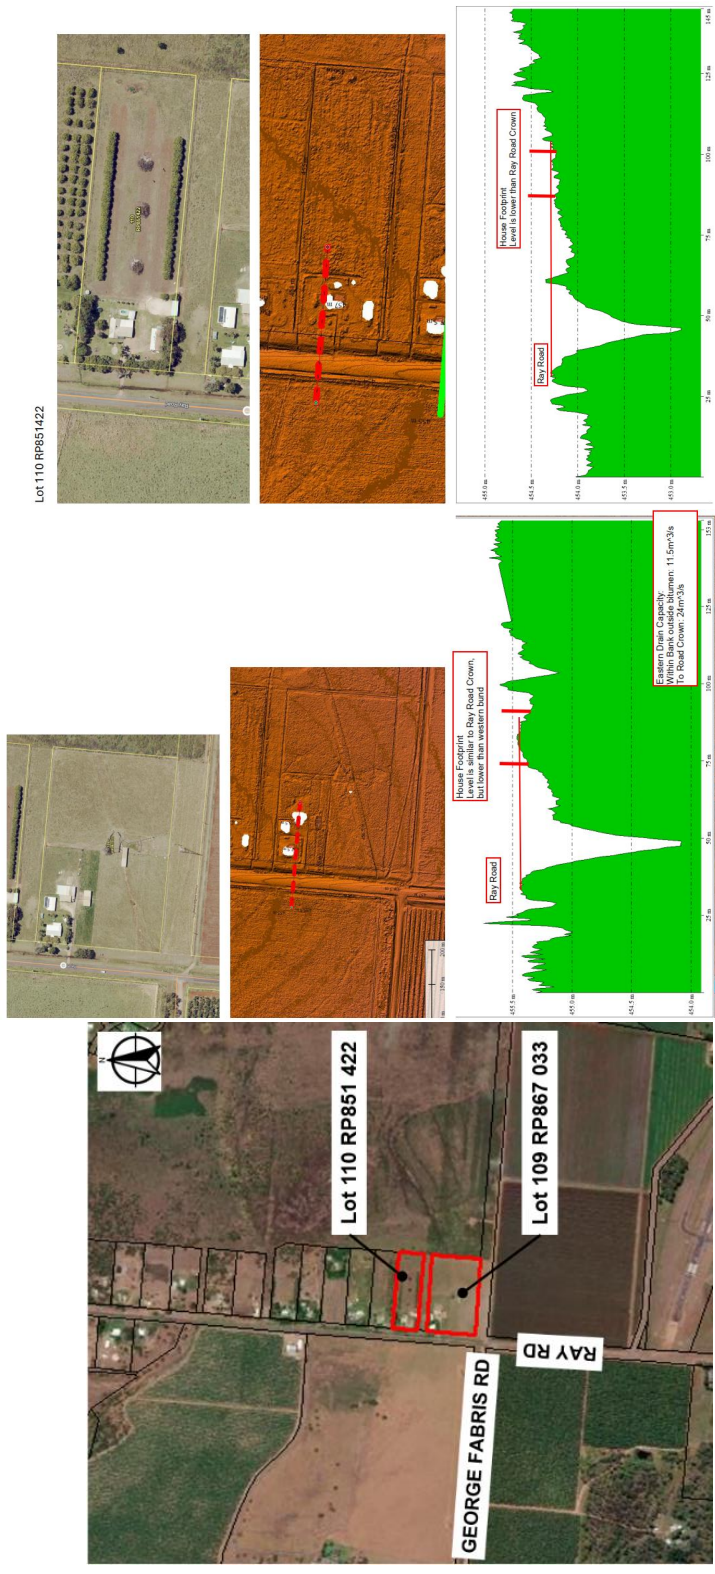 Lot 110 RP851422
House Footprint
Level is lower than Ray Road Crown
Ray Road
455.0 m
454.5 m
454.0 m
453.5 m
453.0 m
25 m
50 m
75 m
100 m
125 m
145 m
House Footprint
Level is similar to Ray Road Crown,
but lower than western bund
Ray Road
Eastern Drain Capacity:
Within Bank outside bitumen: 11.5m^3/s
To Road Crown: 24m^3/s
455.5 m
455.0 m
454.5 m
454.0 m
25 m
50 m
75 m
100 m
125 m
153 m
150 m
200 m
N
Lot 110 RP851 422
Lot 109 RP867 033
RAY RD
GEORGE FABRIS RD